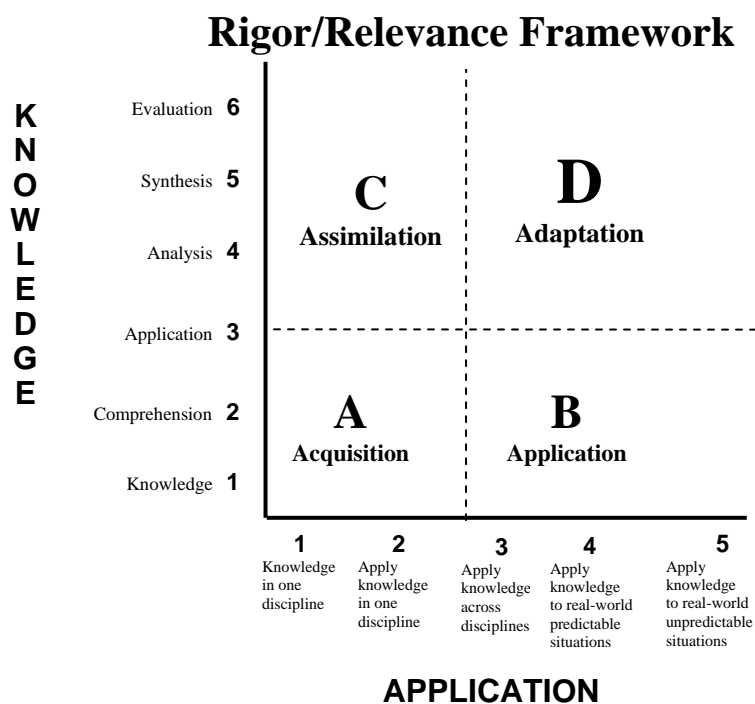 Rigor/Relevance Framework
K
N
O
W
L
E
D
G
E
Evaluation 6
Synthesis 5
Analysis 4
Application 3
Comprehension 2
Knowledge 1
C
Assimilation
D
Adaptation
A
Acquisition
B
Application
1
Knowledge
in one
discipline
2
Apply
knowledge
in one
discipline
3
Apply
knowledge
across
disciplines
4
Apply
knowledge
to real-world
predictable
situations
5
Apply
knowledge
to real-world
unpredictable
situations
APPLICATION